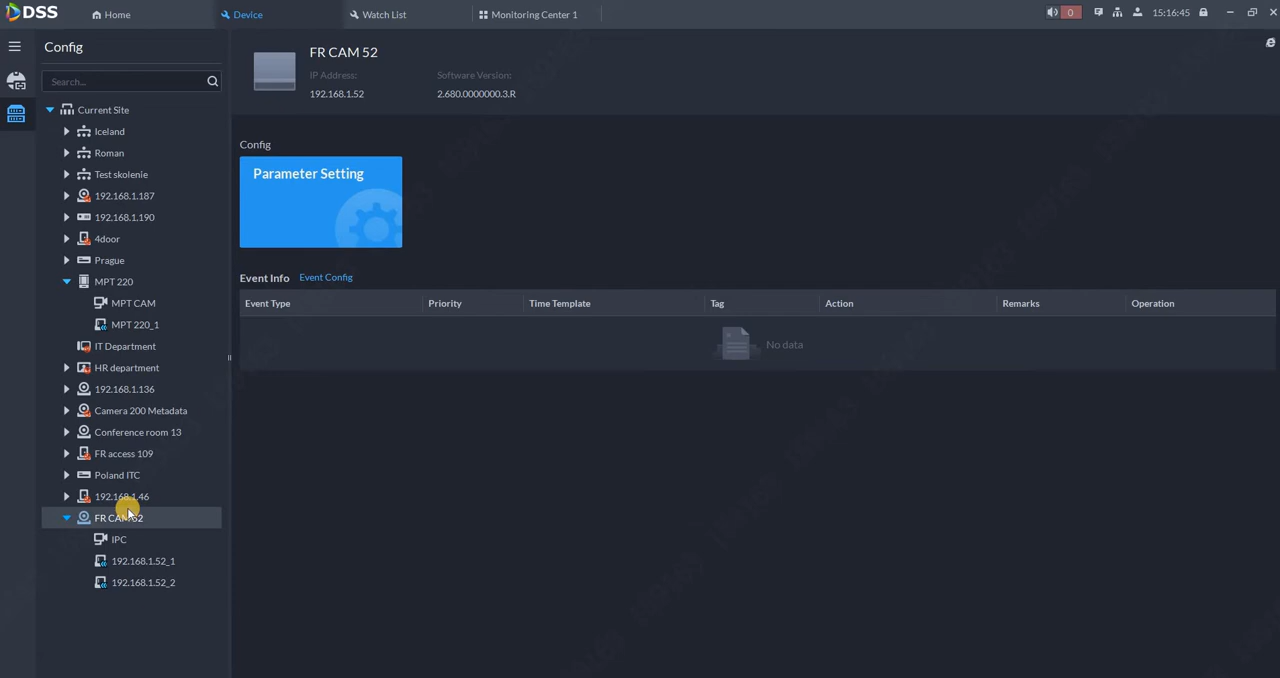 DSS
Home
Device
Watch List
Monitoring Center 1
0
15:16:45
Config
Search...
Current Site
Iceland
Roman
Test skolenie
192.168.1.187
192.168.1.190
4door
Prague
MPT 220
MPT CAM
MPT 220_1
IT Department
HR department
192.168.1.136
Camera 200 Metadata
Conference room 13
FR access 109
Poland ITC
192.168.1.46
FR CAM 52
IPC
192.168.1.52_1
192.168.1.52_2
FR CAM 52
IP Address:
Software Version:
192.168.1.52
2.680.0000000.3.R
Config
Parameter Setting
Event Info
Event Config
Event Type
Priority
Time Template
Tag
Action
Remarks
Operation
No data